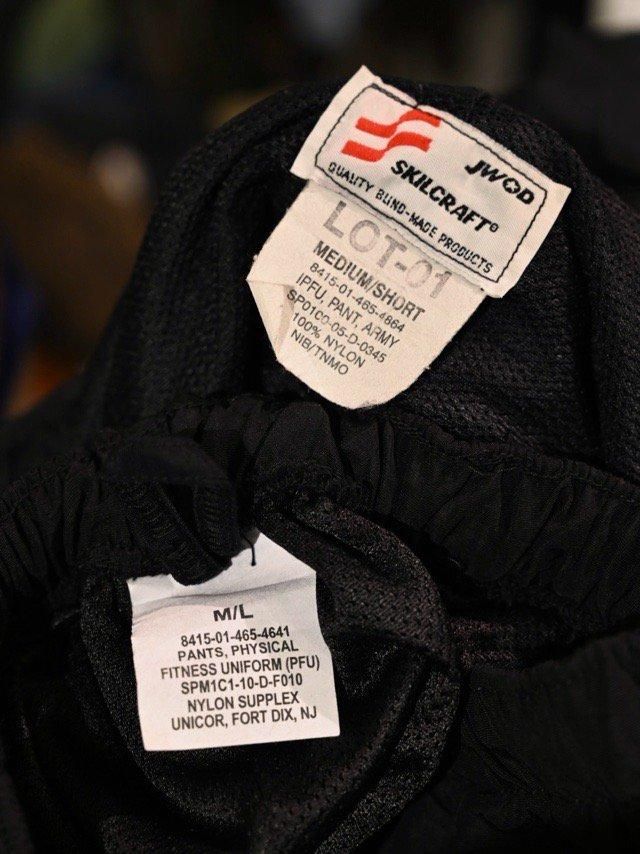 JWOD
SKILCRAFT®
QUALITY BLIND-MADE PRODUCTS
LOT-01
MEDIUM/SHORT
8415-01-465-4864
IPFU, PANT, ARMY
SP01C0-05-D-0345
100% NYLON
NIB/TNMO
M/L
8415-01-465-4641
PANTS, PHYSICAL
FITNESS UNIFORM (PFU)
SPM1C1-10-D-F010
NYLON SUPPLEX
UNICOR, FORT DIX, NJ